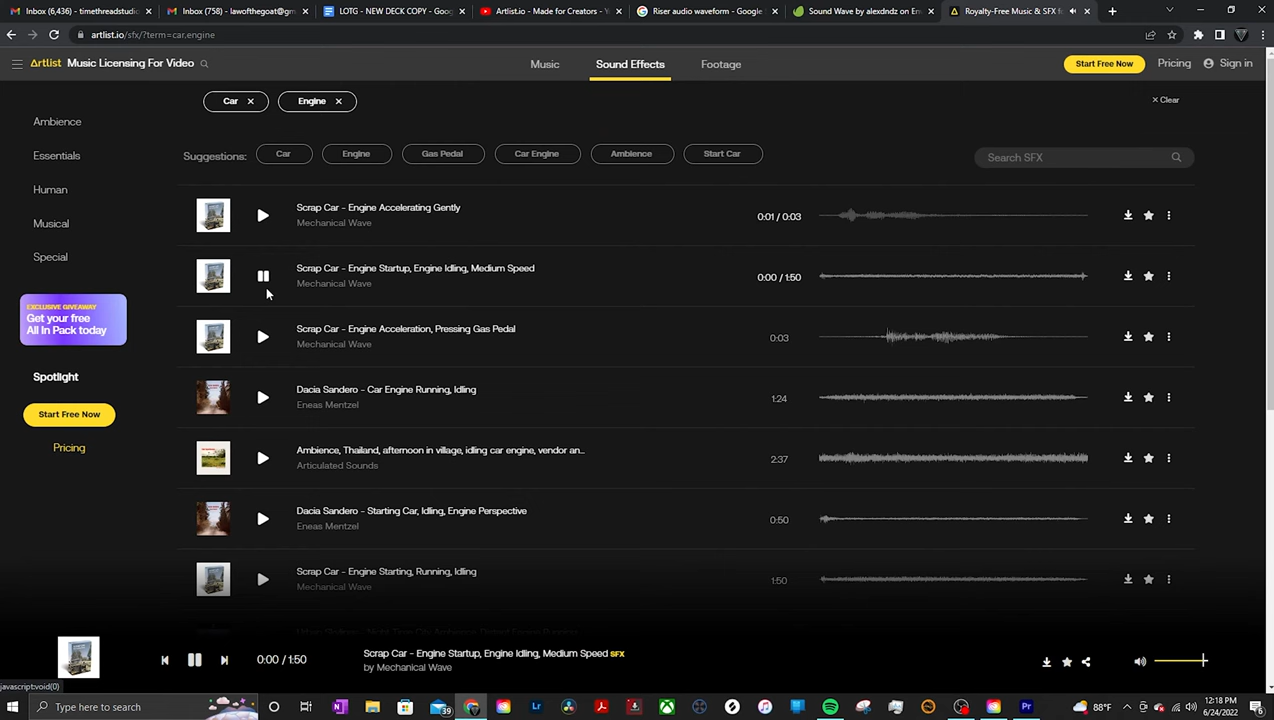 Inbox (6,436) - timethreadstudio
Inbox (758) - lawofthegoat@gm
LOTG - NEW DECK COPY - Goog
Artlist.io - Made for Creators - Y
Riser audio waveform - Google S
Sound Wave by alexdndz on Env
Royalty-Free Music & SFX f
artlist.io/sfx/?term=car.engine
Artlist Music Licensing For Video
Music
Sound Effects
Footage
Start Free Now
Pricing
Sign in
Car
Engine
Clear
Suggestions:
Car
Engine
Gas Pedal
Car Engine
Ambience
Start Car
Search SFX
Ambience
Essentials
Human
Musical
Special
EXCLUSIVE GIVEAWAY
Get your free
All In Pack today
Spotlight
Start Free Now
Pricing
Scrap Car - Engine Accelerating Gently
Mechanical Wave
0:01 / 0:03
Scrap Car - Engine Startup, Engine Idling, Medium Speed
Mechanical Wave
0:00 / 1:50
Scrap Car - Engine Acceleration, Pressing Gas Pedal
Mechanical Wave
0:03
Dacia Sandero - Car Engine Running, Idling
Eneas Mentzel
1:24
Ambience, Thailand, afternoon in village, idling car engine, vendor an...
Articulated Sounds
2:37
Dacia Sandero - Starting Car, Idling, Engine Perspective
Eneas Mentzel
0:50
Scrap Car - Engine Starting, Running, Idling
Mechanical Wave
1:50
0:00 / 1:50
Scrap Car - Engine Startup, Engine Idling, Medium Speed SFX
by Mechanical Wave
javascript:void(0)
Type here to search
39
88°F
12:18 PM
6/24/2022